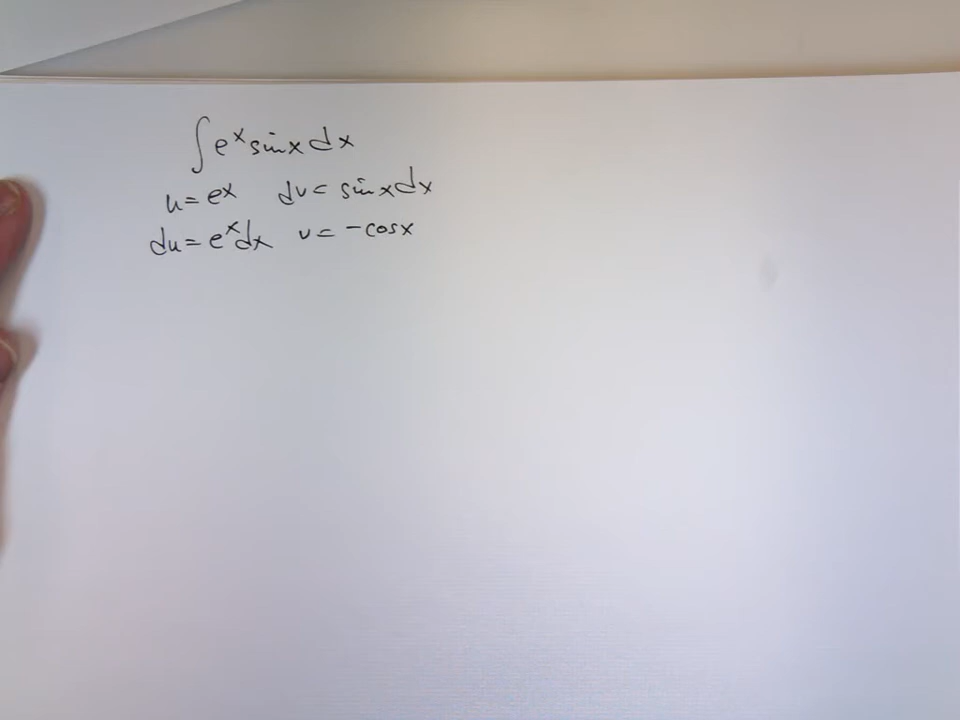 ∫ e^x sin x dx
u = e^x dv = sin x dx
du = e^x dx v = -cos x